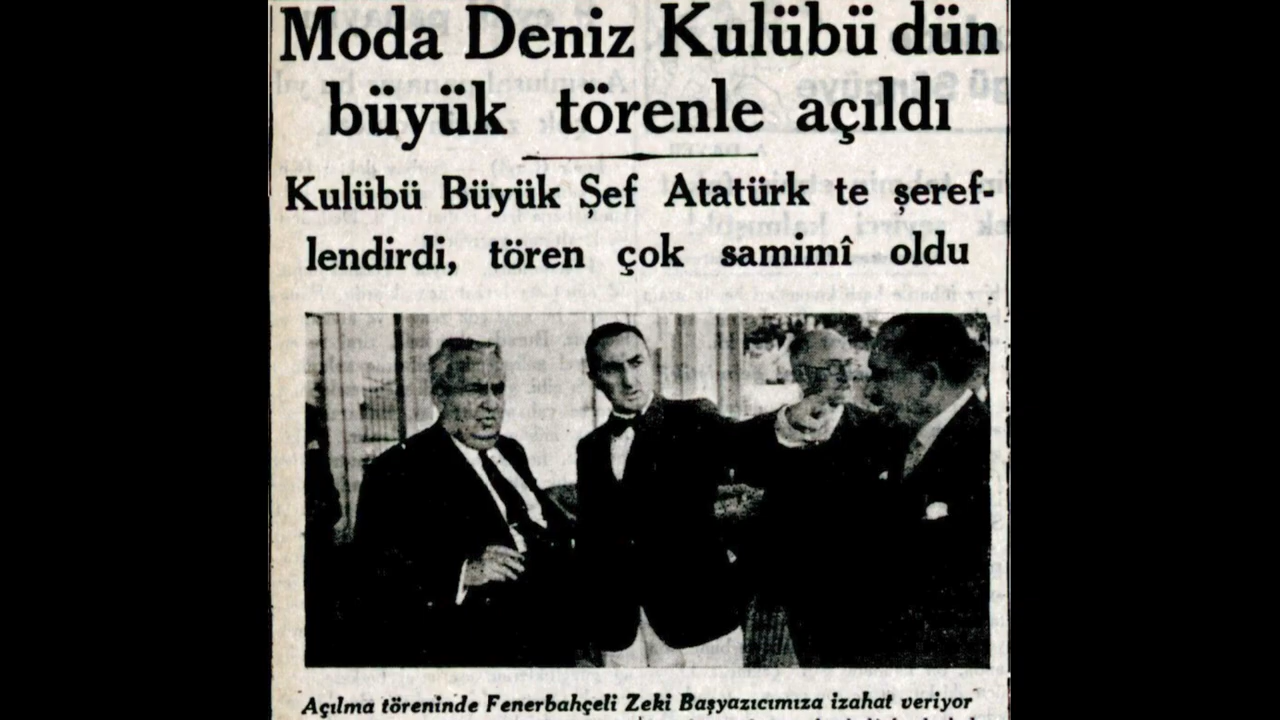 Moda Deniz Kulübü dün
büyük törenle açıldı
Kulübü Büyük Şef Atatürk te şeref-
lendirdi, tören çok samimî oldu
Açılma töreninde Fenerbahçeli Zeki Başyazıcımıza izahat veriyor